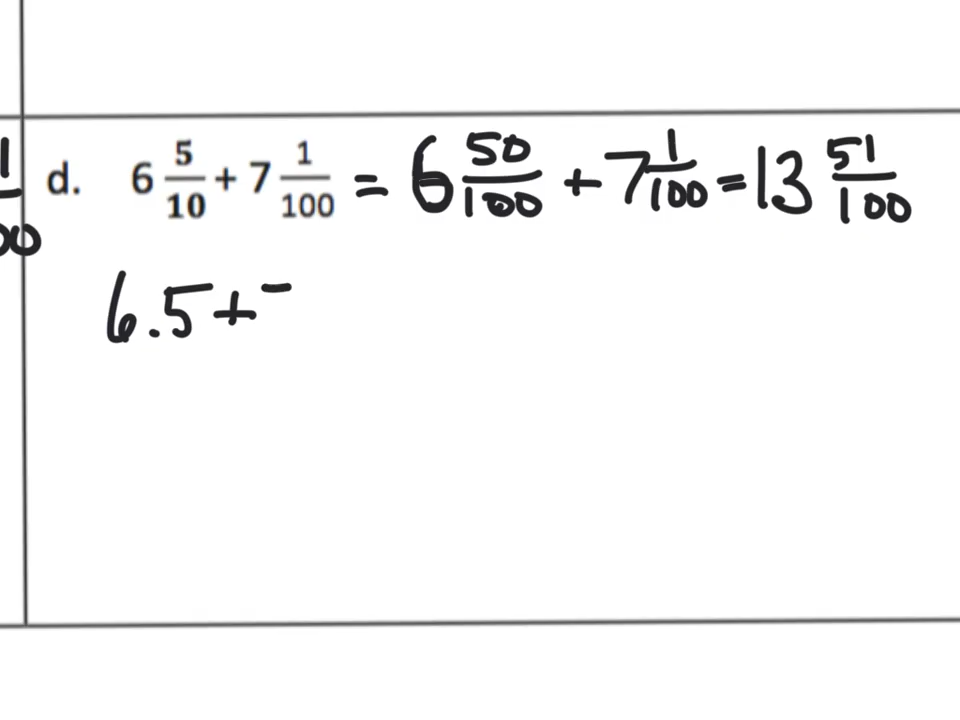 d. 6 5/10 + 7 1/100 = 6 50/100 + 7 1/100 = 13 51/100
6.5 +